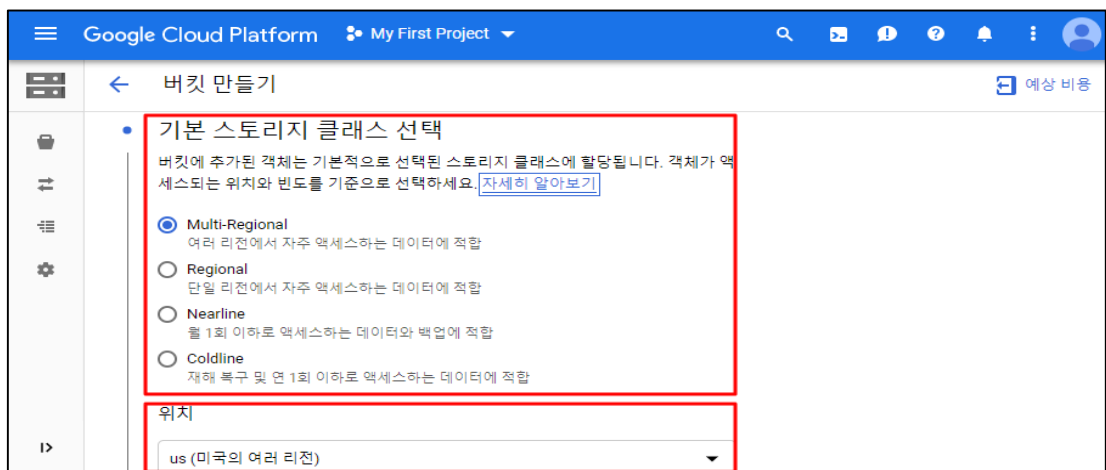 Google Cloud Platform My First Project
버킷 만들기
예상 비용
기본 스토리지 클래스 선택
버킷에 추가된 객체는 기본적으로 선택된 스토리지 클래스에 할당됩니다. 객체가 액
세스되는 위치와 빈도를 기준으로 선택하세요. 자세히 알아보기
Multi-Regional
여러 리전에서 자주 액세스하는 데이터에 적합
Regional
단일 리전에서 자주 액세스하는 데이터에 적합
Nearline
월 1회 이하로 액세스하는 데이터와 백업에 적합
Coldline
재해 복구 및 연 1회 이하로 액세스하는 데이터에 적합
위치
us (미국의 여러 리전)